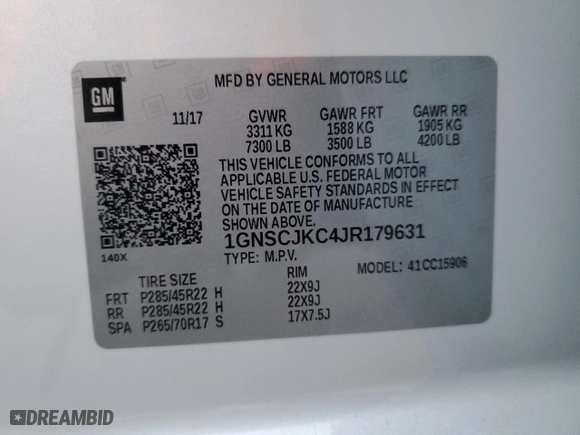 GM
MFD BY GENERAL MOTORS LLC
11/17 GVWR GAWR FRT GAWR RR
3311 KG 1588 KG 1905 KG
7300 LB 3500 LB 4200 LB
THIS VEHICLE CONFORMS TO ALL
APPLICABLE U.S. FEDERAL MOTOR
VEHICLE SAFETY STANDARDS IN EFFECT
ON THE DATE OF MANUFACTURE
SHOWN ABOVE.
1GNSCJKC4JR179631
140X
TYPE: M.P.V. MODEL: 41CC15906
TIRE SIZE RIM
FRT P285/45R22 H 22X9J
RR P285/45R22 H 22X9J
SPA P265/70R17 S 17X7.5J
DREAMBID